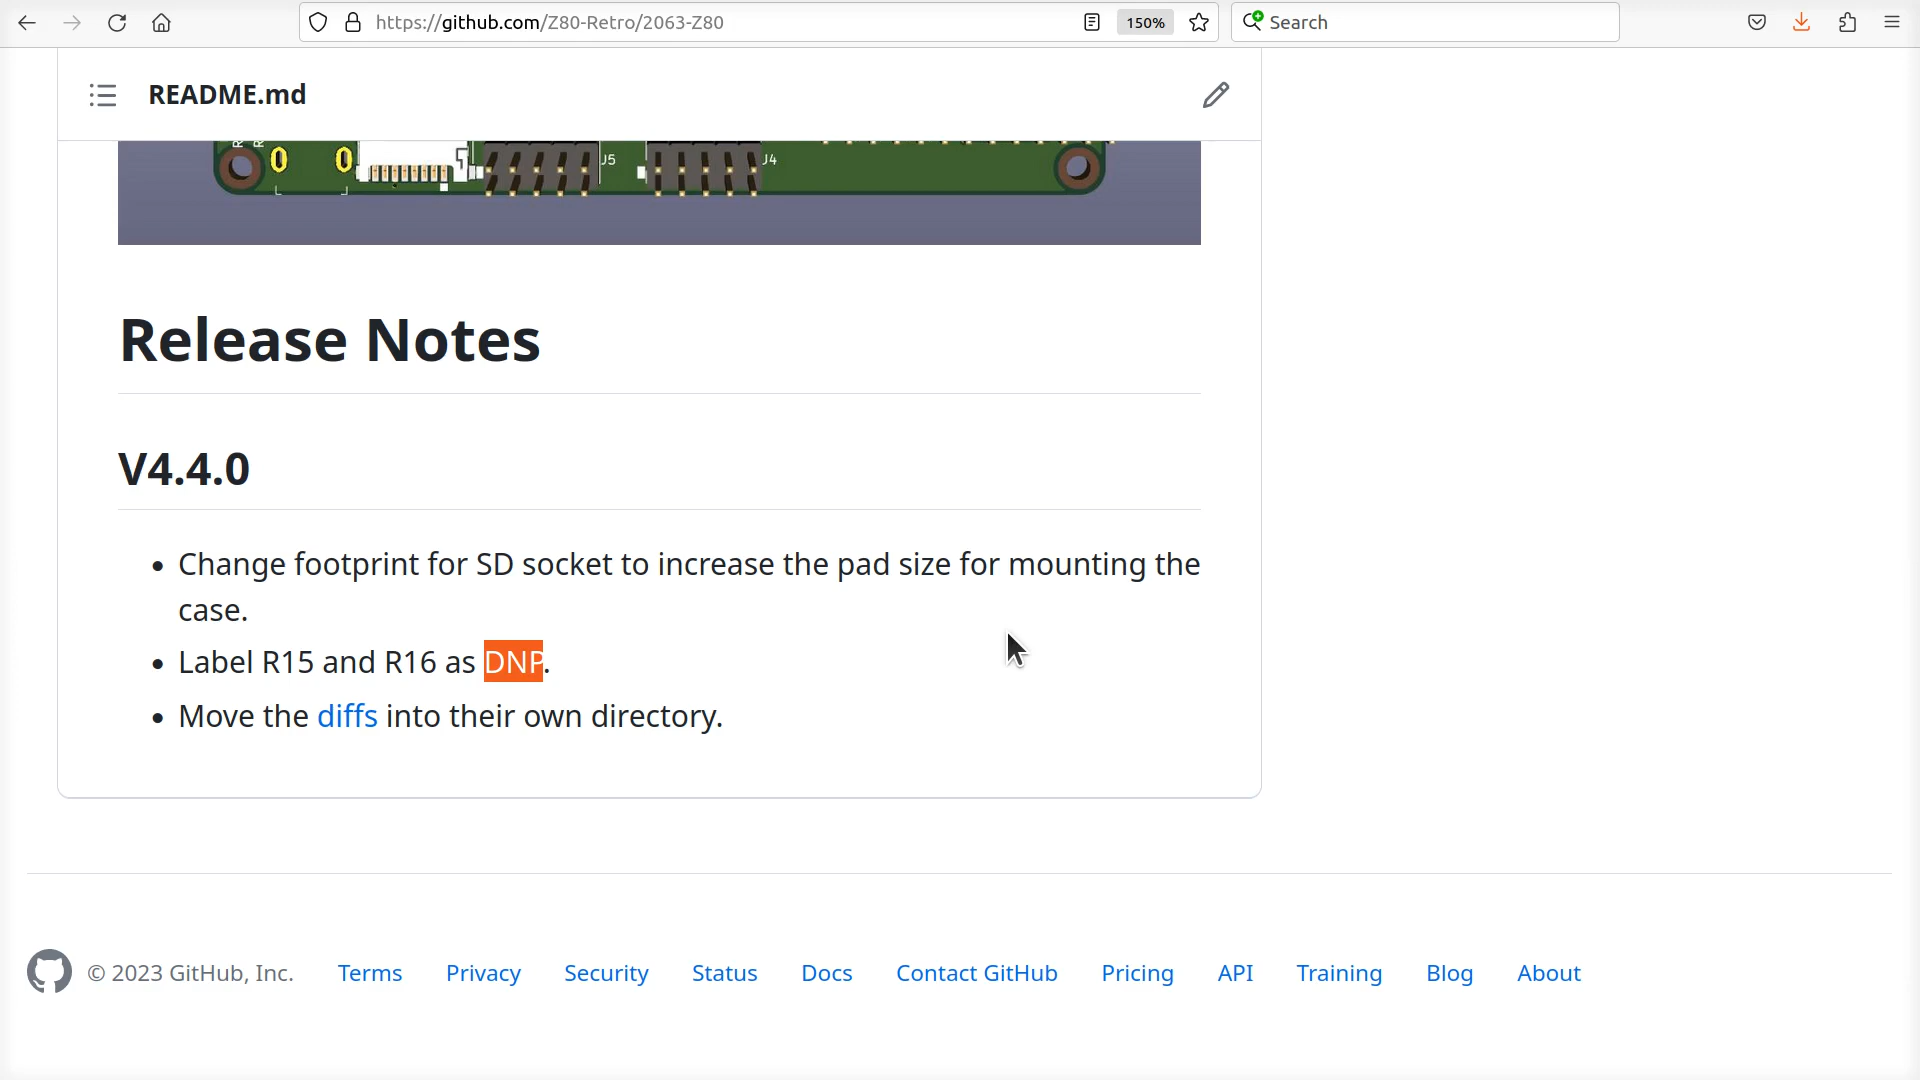 https://github.com/Z80-Retro/2063-Z80
150%
Search
README.md
J5
J4
Release Notes
V4.4.0
Change footprint for SD socket to increase the pad size for mounting the
case.
Label R15 and R16 as DNP.
Move the diffs into their own directory.
© 2023 GitHub, Inc. Terms Privacy Security Status Docs Contact GitHub Pricing API Training Blog About